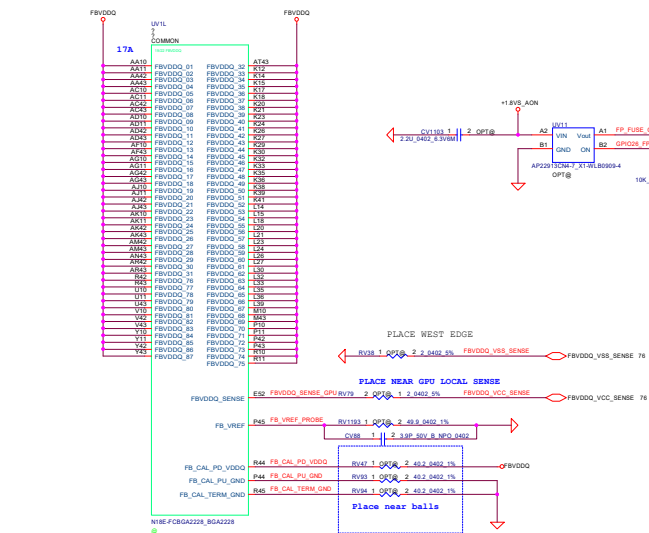 FBVDDQ
FBVDDQ
UV1L
?
?
COMMON
17A
AA10 FBVDDQ_01 FBVDDQ_32 AT43
AA11 FBVDDQ_02 FBVDDQ_33 K12
AA42 FBVDDQ_03 FBVDDQ_34 K14
AA43 FBVDDQ_04 FBVDDQ_35 K15
AC10 FBVDDQ_05 FBVDDQ_36 K17
AC11 FBVDDQ_06 FBVDDQ_37 K18
AC42 FBVDDQ_07 FBVDDQ_38 K20
AC43 FBVDDQ_08 FBVDDQ_39 K21
AD10 FBVDDQ_09 FBVDDQ_40 K23
AD11 FBVDDQ_10 FBVDDQ_41 K24
AD42 FBVDDQ_11 FBVDDQ_42 K26
AD43 FBVDDQ_12 FBVDDQ_43 K27
AF10 FBVDDQ_13 FBVDDQ_44 K29
AF43 FBVDDQ_14 FBVDDQ_45 K30
AG10 FBVDDQ_15 FBVDDQ_46 K32
AG11 FBVDDQ_16 FBVDDQ_47 K33
AG42 FBVDDQ_17 FBVDDQ_48 K35
AG43 FBVDDQ_18 FBVDDQ_49 K36
AJ10 FBVDDQ_19 FBVDDQ_50 K38
AJ11 FBVDDQ_20 FBVDDQ_51 K39
AJ42 FBVDDQ_21 FBVDDQ_52 K41
AJ43 FBVDDQ_22 FBVDDQ_53 L14
AK10 FBVDDQ_23 FBVDDQ_54 L15
AK11 FBVDDQ_24 FBVDDQ_55 L18
AK42 FBVDDQ_25 FBVDDQ_56 L20
AK43 FBVDDQ_26 FBVDDQ_57 L21
AM42 FBVDDQ_27 FBVDDQ_58 L23
AM43 FBVDDQ_28 FBVDDQ_59 L24
AN43 FBVDDQ_29 FBVDDQ_60 L26
AR42 FBVDDQ_30 FBVDDQ_61 L27
AR43 FBVDDQ_31 FBVDDQ_62 L30
R42 FBVDDQ_76 FBVDDQ_63 L32
R43 FBVDDQ_77 FBVDDQ_64 L33
U10 FBVDDQ_78 FBVDDQ_65 L35
U11 FBVDDQ_79 FBVDDQ_66 L36
U43 FBVDDQ_80 FBVDDQ_67 L39
V10 FBVDDQ_81 FBVDDQ_68 M10
V42 FBVDDQ_82 FBVDDQ_69 M43
V43 FBVDDQ_83 FBVDDQ_70 P10
Y10 FBVDDQ_84 FBVDDQ_71 P11
Y11 FBVDDQ_85 FBVDDQ_72 P42
Y42 FBVDDQ_86 FBVDDQ_73 P43
Y43 FBVDDQ_87 FBVDDQ_74 R10
FBVDDQ_75 R11
+1.8VS_AON
UV11
CV1103 1 2 OPT@
2.2U_0402_6.3V6M
A2 VIN Vout A1
B1 GND ON B2
AP22913CN4-7_X1-WLB0909-4
OPT@
10K_
PLACE WEST EDGE
RV38 1 OPT@ 2 2_0402_5% FBVDDQ_VSS_SENSE FBVDDQ_VSS_SENSE 76
PLACE NEAR GPU LOCAL SENSE
FBVDDQ_SENSE E52 FBVDDQ_SENSE_GPU RV79 2 OPT@ 1 2_0402_5% FBVDDQ_VCC_SENSE FBVDDQ_VCC_SENSE 76
FB_VREF P45 FB_VREF_PROBE RV1193 1 OPT@ 2 49.9_0402_1%
CV88 1 2 3.9P_50V_B_NPO_0402
FB_CAL_PD_VDDQ R44 FB_CAL_PD_VDDQ RV47 1 OPT@ 2 40.2_0402_1% FBVDDQ
FB_CAL_PU_GND P44 FB_CAL_PU_GND RV93 1 OPT@ 2 40.2_0402_1%
FB_CAL_TERM_GND R45 FB_CAL_TERM_GND RV94 1 OPT@ 2 40.2_0402_1%
Place near balls
N18E-FCBGA2228_BGA2228
@